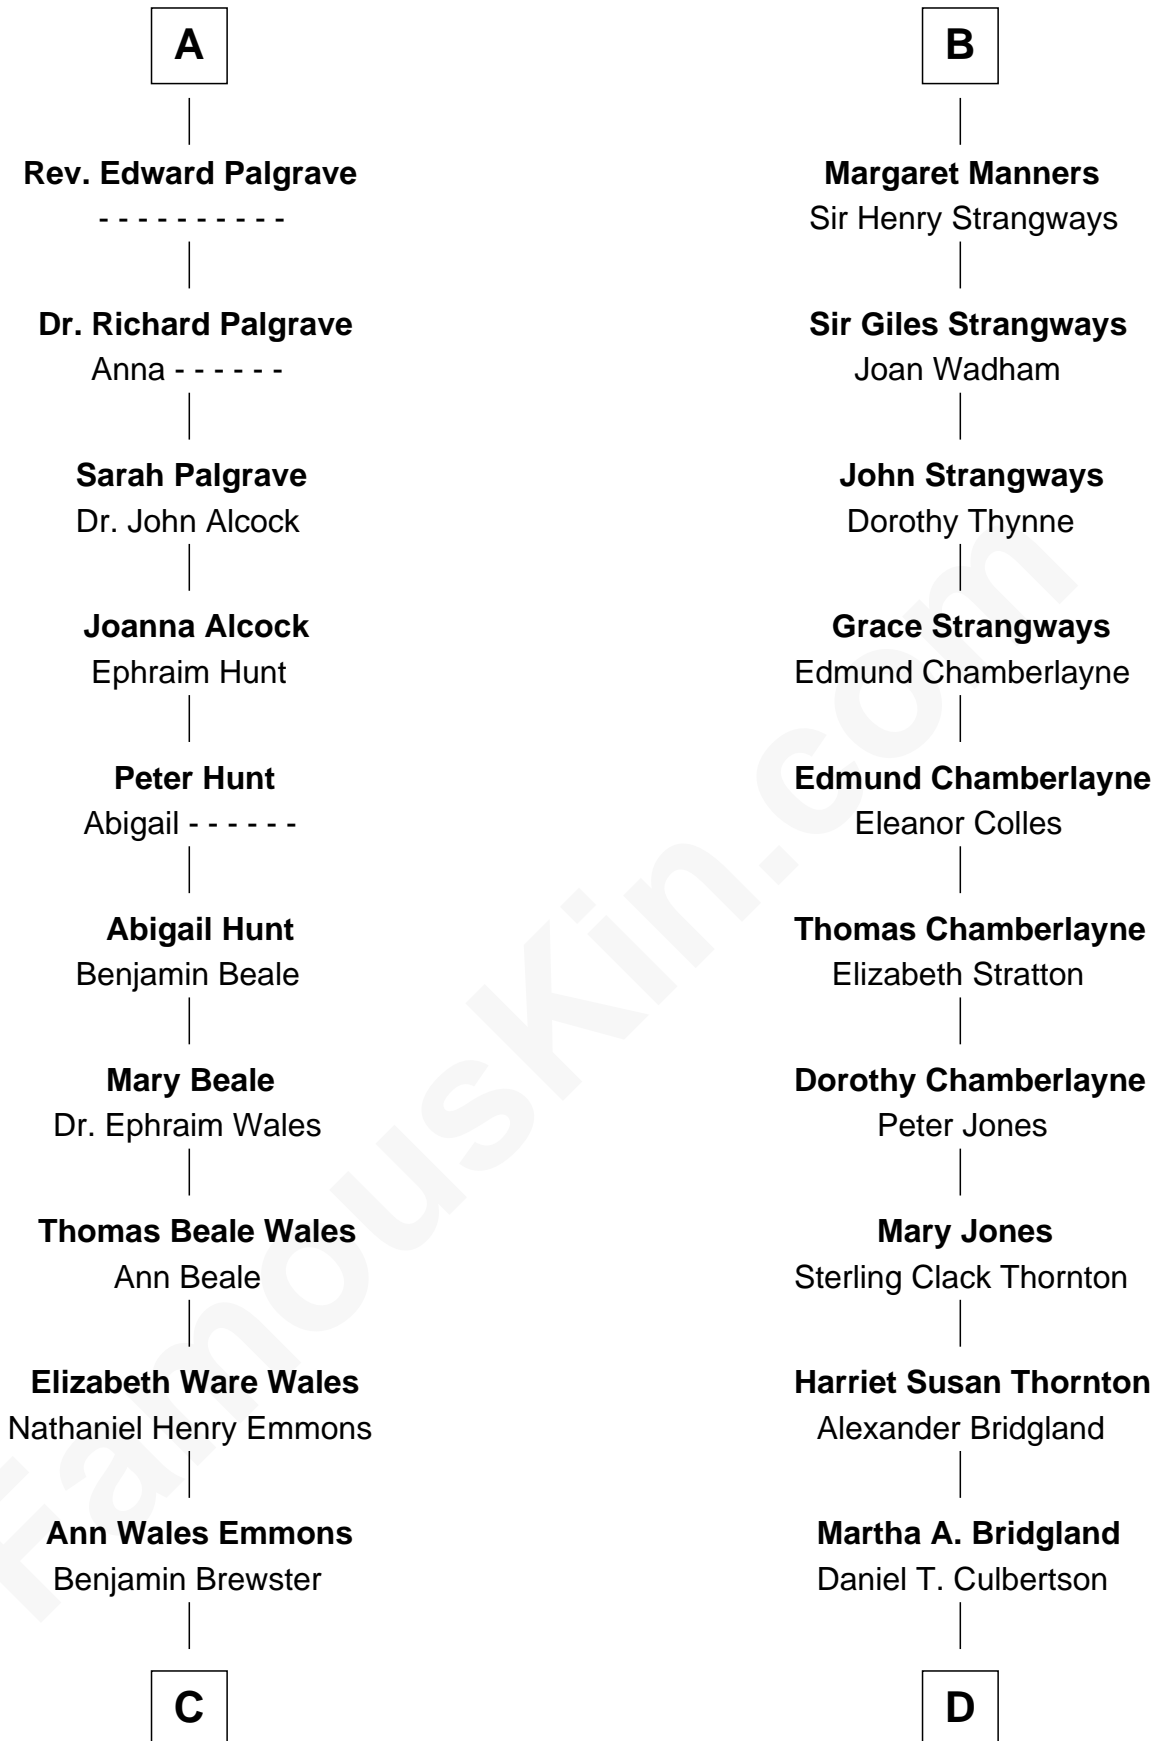 A
Rev. Edward Palgrave
- - - - - - - - - -
Dr. Richard Palgrave
Anna - - - - - -
Sarah Palgrave
Dr. John Alcock
Joanna Alcock
Ephraim Hunt
Peter Hunt
Abigail - - - - - -
Abigail Hunt
Benjamin Beale
Mary Beale
Dr. Ephraim Wales
Thomas Beale Wales
Ann Beale
Elizabeth Ware Wales
Nathaniel Henry Emmons
Ann Wales Emmons
Benjamin Brewster
C
B
Margaret Manners
Sir Henry Strangways
Sir Giles Strangways
Joan Wadham
John Strangways
Dorothy Thynne
Grace Strangways
Edmund Chamberlayne
Edmund Chamberlayne
Eleanor Colles
Thomas Chamberlayne
Elizabeth Stratton
Dorothy Chamberlayne
Peter Jones
Mary Jones
Sterling Clack Thornton
Harriet Susan Thornton
Alexander Bridgland
Martha A. Bridgland
Daniel T. Culbertson
D
FamousKin.com